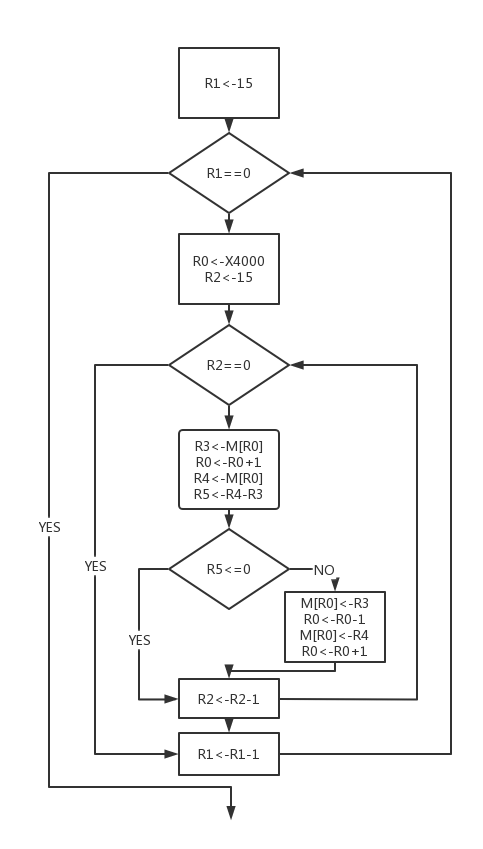 R1<-15
R1==0
R0<-X4000
R2<-15
R2==0
R3<-M[R0]
R0<-R0+1
R4<-M[R0]
R5<-R4-R3
YES
YES
R5<=0
NO
M[R0]<-R3
R0<-R0-1
M[R0]<-R4
R0<-R0+1
YES
R2<-R2-1
R1<-R1-1